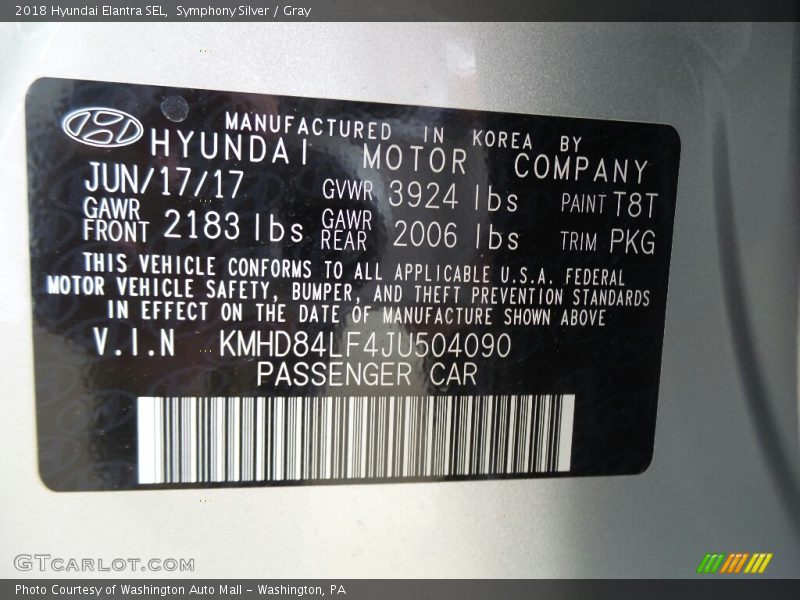 2018 Hyundai Elantra SEL, Symphony Silver / Gray
MANUFACTURED IN KOREA BY
HYUNDAI MOTOR COMPANY
JUN/17/17 GVWR 3924 lbs PAINT T8T
GAWR FRONT 2183 lbs GAWR REAR 2006 lbs TRIM PKG
THIS VEHICLE CONFORMS TO ALL APPLICABLE U.S.A. FEDERAL
MOTOR VEHICLE SAFETY, BUMPER, AND THEFT PREVENTION STANDARDS
IN EFFECT ON THE DATE OF MANUFACTURE SHOWN ABOVE
V.I.N KMHD84LF4JU504090
PASSENGER CAR
GTCARLOT.COM
Photo Courtesy of Washington Auto Mall - Washington, PA